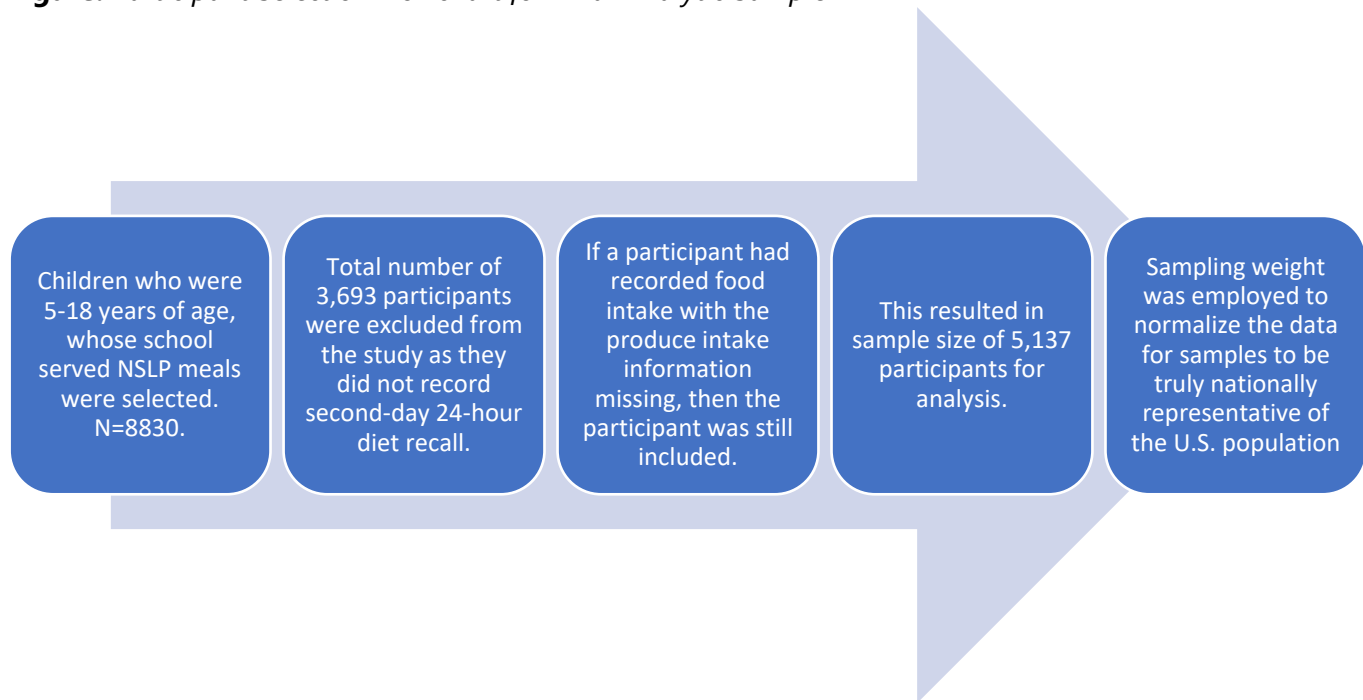 Children who were
5-18 years of age,
whose school
served NSLP meals
were selected.
N=8830.
Total number of
3,693 participants
were excluded from
the study as they
did not record
second-day 24-hour
diet recall.
If a participant had
recorded food
intake with the
produce intake
information
missing, then the
participant was still
included.
This resulted in
sample size of 5,137
participants for
analysis.
Sampling weight
was employed to
normalize the data
for samples to be
truly nationally
representative of
the U.S. population